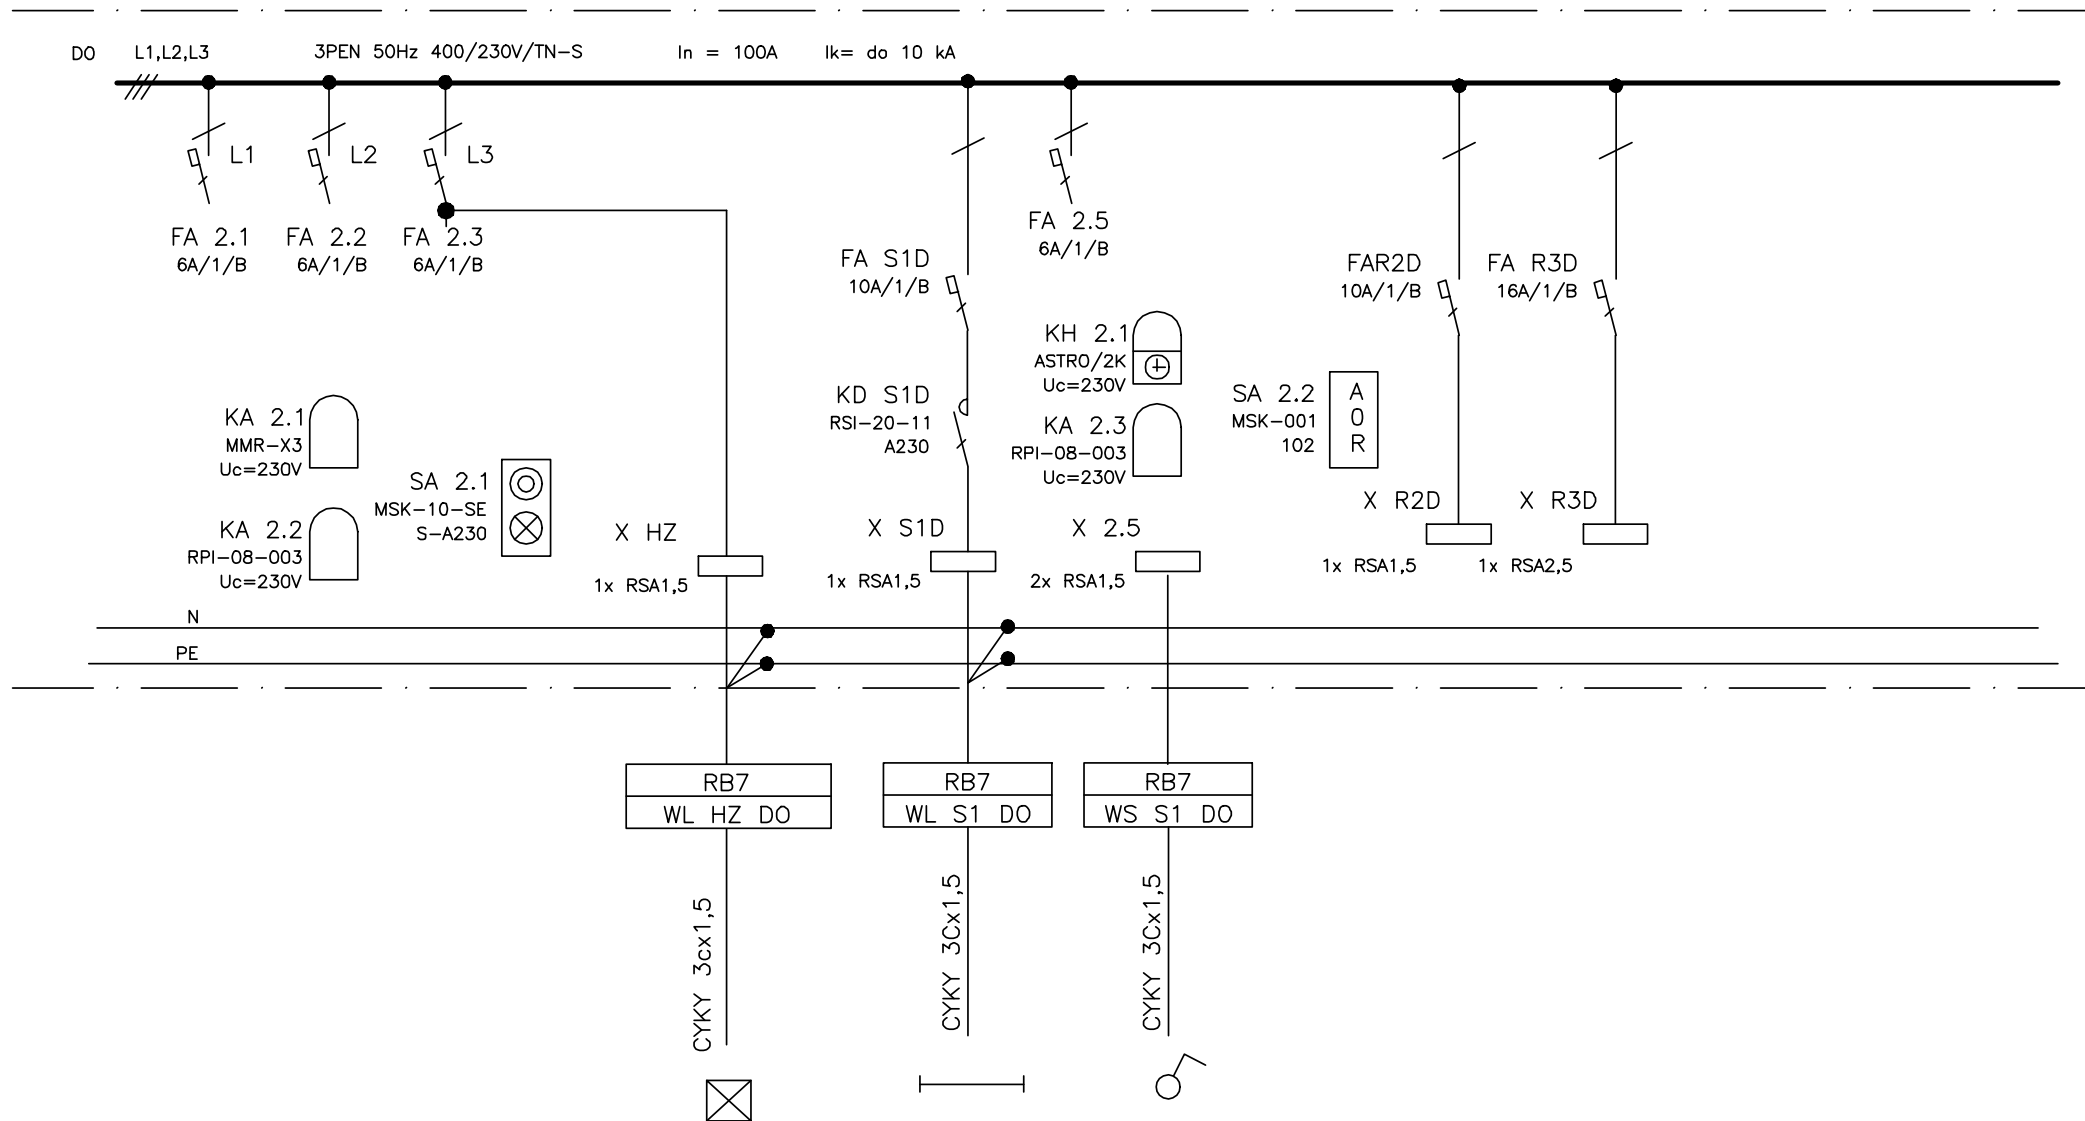 DO L1,L2,L3 3PEN 50Hz 400/230V/TN-S In = 100A Ik= do 10 kA
L1
L2
L3
FA 2.1
6A/1/B
FA 2.2
6A/1/B
FA 2.3
6A/1/B
FA S1D
10A/1/B
FA 2.5
6A/1/B
FAR2D
10A/1/B
FA R3D
16A/1/B
KH 2.1
ASTRO/2K
Uc=230V
KA 2.1
MMR-X3
Uc=230V
KA 2.2
RPI-08-003
Uc=230V
SA 2.1
MSK-10-SE
S-A230
KD S1D
RSI-20-11
A230
KA 2.3
RPI-08-003
Uc=230V
SA 2.2
MSK-001
102
A
0
R
X HZ
1x RSA1,5
X S1D
1x RSA1,5
X 2.5
2x RSA1,5
X R2D
1x RSA1,5
X R3D
1x RSA2,5
N
PE
RB7
WL HZ DO
RB7
WL S1 DO
RB7
WS S1 DO
CYKY 3cx1,5
CYKY 3Cx1,5
CYKY 3Cx1,5